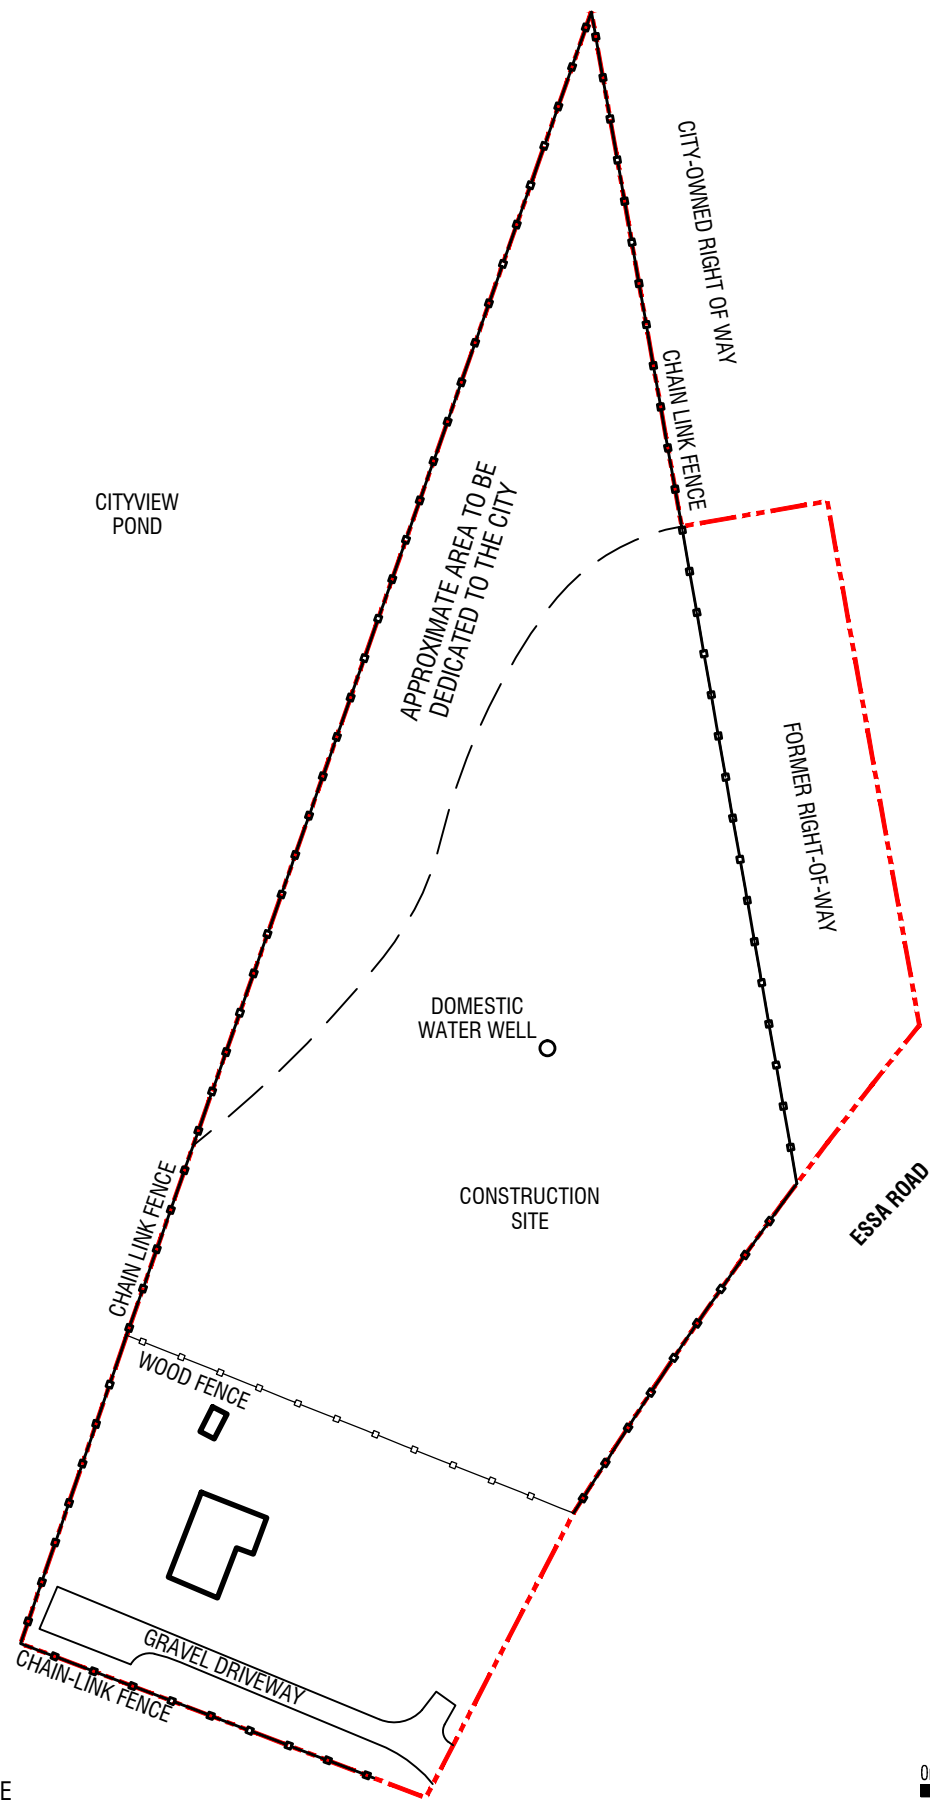 CITY-OWNED RIGHT OF WAY
CHAIN LINK FENCE
CITYVIEW
POND
APPROXIMATE AREA TO BE
DEDICATED TO THE CITY
FORMER RIGHT-OF-WAY
DOMESTIC
WATER WELL
CONSTRUCTION
SITE
ESSA ROAD
CHAIN LINK FENCE
WOOD FENCE
GRAVEL DRIVEWAY
CHAIN-LINK FENCE
E